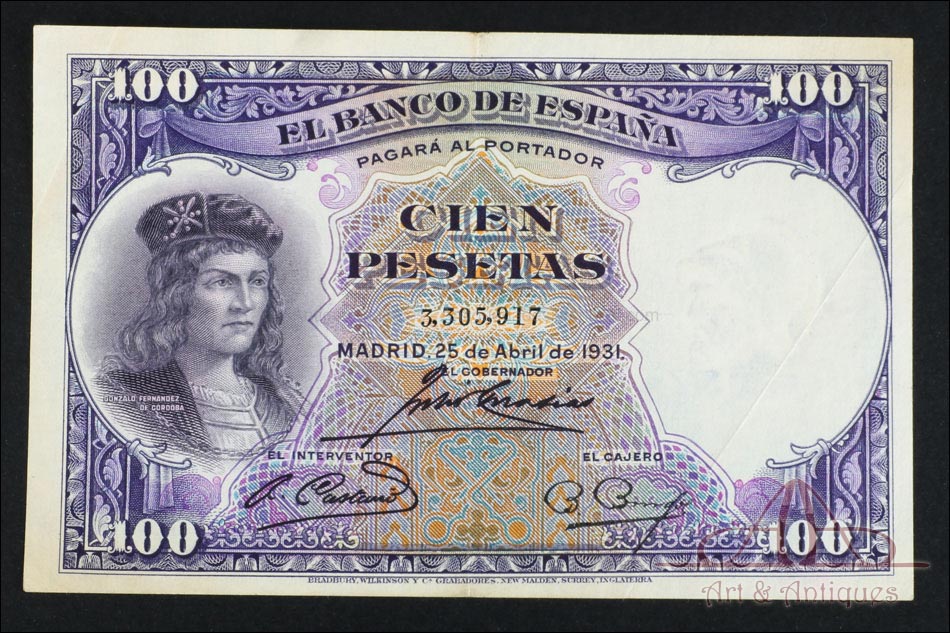 100 100
EL BANCO DE ESPAÑA
PAGARÁ AL PORTADOR
CIEN
PESETAS
3,305,917
MADRID, 25 de Abril de 1931.
EL GOBERNADOR
GONZALO FERNANDEZ
DE CORDOBA
EL INTERVENTOR EL CAJERO
100 100
BRADBURY, WILKINSON Y Cª. GRABADORES, NEW MALDEN, SURREY, INGLATERRA
Art & Antiques